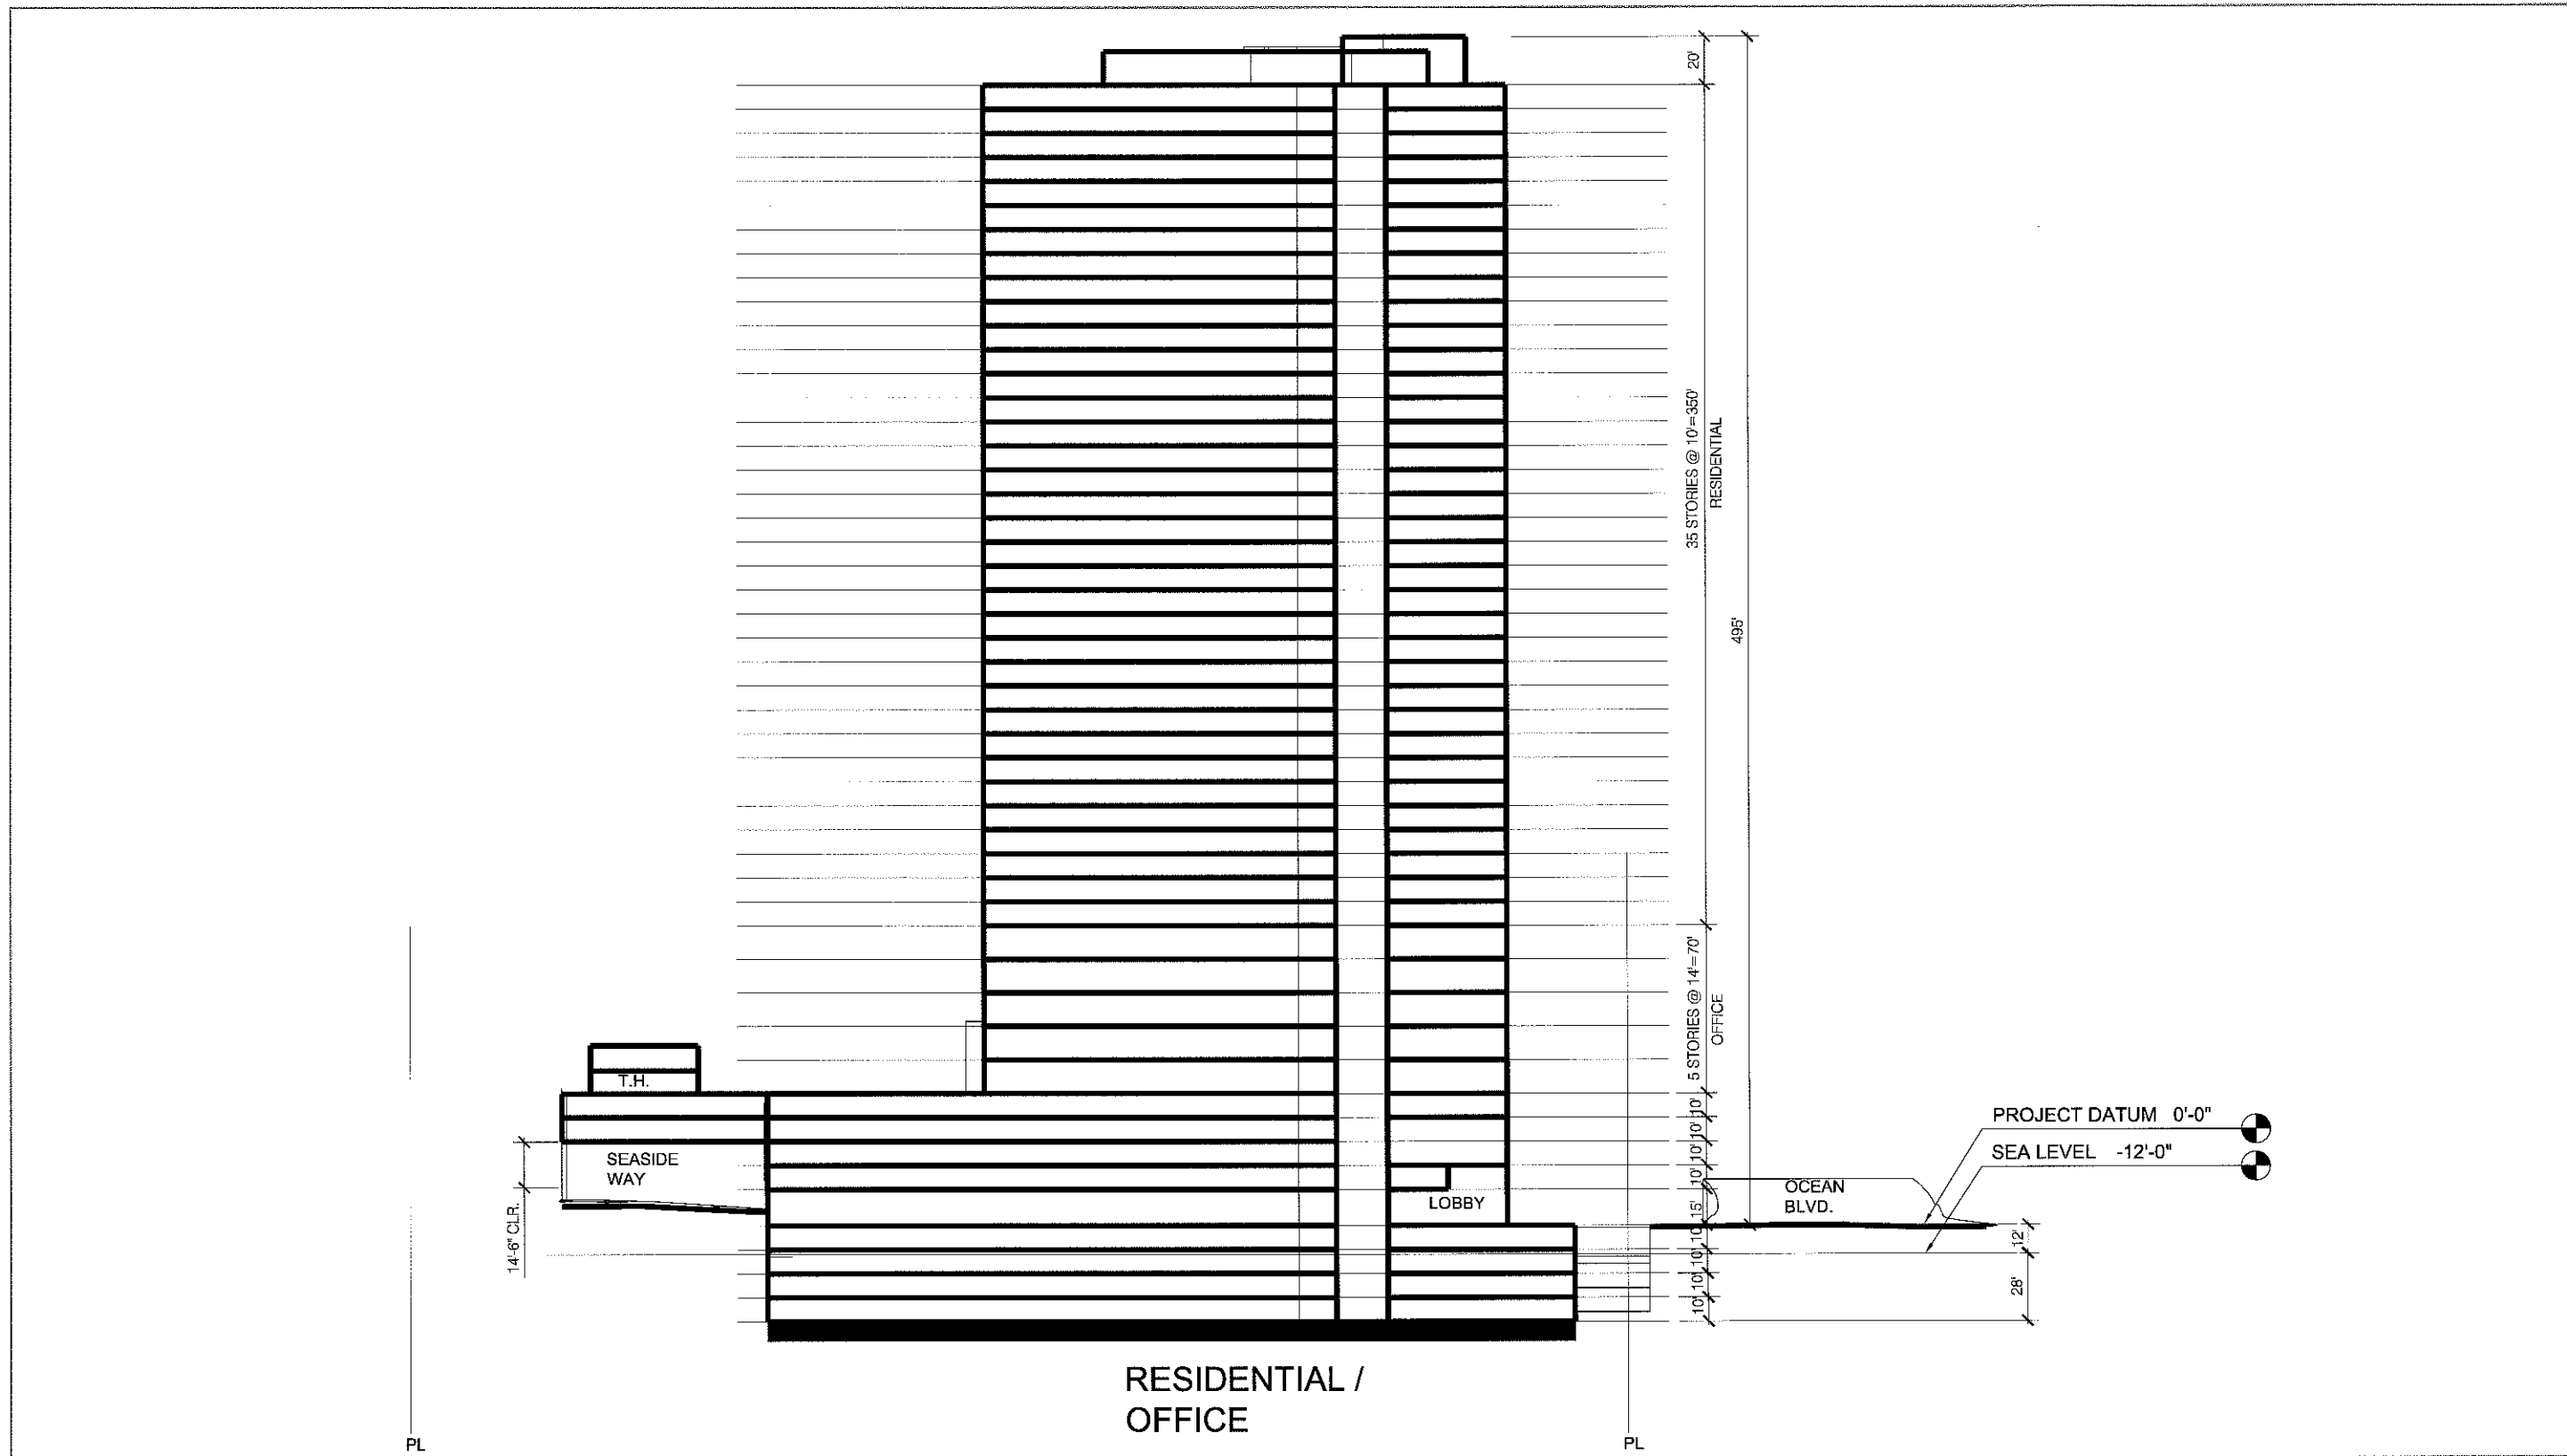 20'
35 STORIES @ 10'=350'
RESIDENTIAL
495'
5 STORIES @ 14'=70'
OFFICE
T.H.
SEASIDE
WAY
14'-6" CLR.
LOBBY
10'
10'
10'
10'
15'
10'
10'
10'
10'
PROJECT DATUM 0'-0"
SEA LEVEL -12'-0"
OCEAN
BLVD.
12'
28'
RESIDENTIAL /
OFFICE
PL
PL